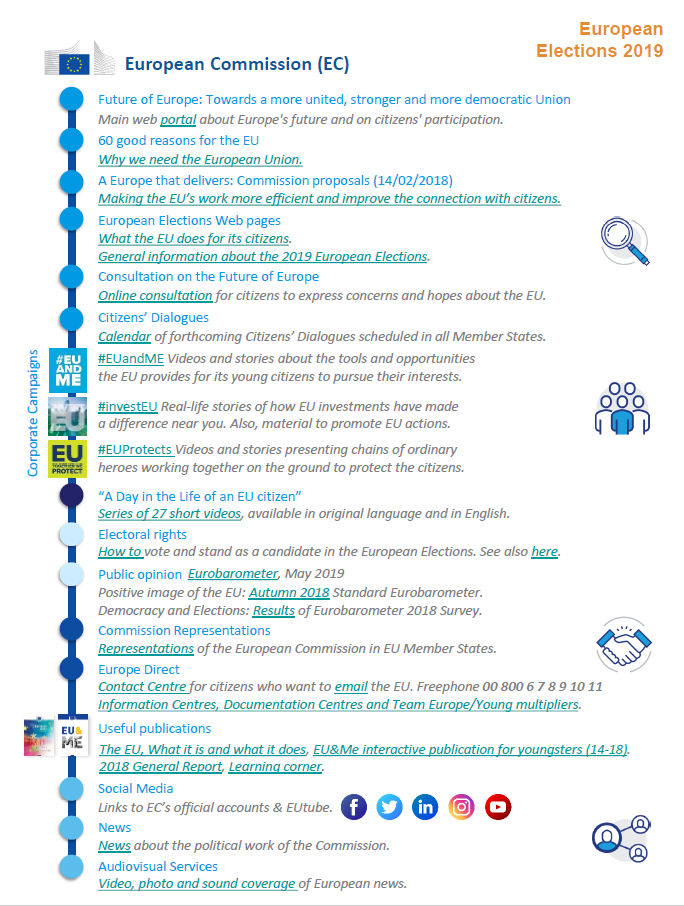 European
Elections 2019
European Commission (EC)
Future of Europe: Towards a more united, stronger and more democratic Union
Main web portal about Europe's future and on citizens' participation.
60 good reasons for the EU
Why we need the European Union.
A Europe that delivers: Commission proposals (14/02/2018)
Making the EU's work more efficient and improve the connection with citizens.
European Elections Web pages
What the EU does for its citizens.
General information about the 2019 European Elections.
Consultation on the Future of Europe
Online consultation for citizens to express concerns and hopes about the EU.
Citizens' Dialogues
Calendar of forthcoming Citizens' Dialogues scheduled in all Member States.
Corporate Campaigns
#EU
AND
ME
#EUandME Videos and stories about the tools and opportunities
the EU provides for its young citizens to pursue their interests.
EU
#investEU Real-life stories of how EU investments have made
a difference near you. Also, material to promote EU actions.
EU
TOGETHER WE
PROTECT
#EUProtects Videos and stories presenting chains of ordinary
heroes working together on the ground to protect the citizens.
“A Day in the Life of an EU citizen”
Series of 27 short videos, available in original language and in English.
Electoral rights
How to vote and stand as a candidate in the European Elections. See also here.
Public opinion Eurobarometer, May 2019
Positive image of the EU: Autumn 2018 Standard Eurobarometer.
Democracy and Elections: Results of Eurobarometer 2018 Survey.
Commission Representations
Representations of the European Commission in EU Member States.
Europe Direct
Contact Centre for citizens who want to email the EU. Freephone 00 800 6 7 8 9 10 11
Information Centres, Documentation Centres and Team Europe/Young multipliers.
EU&
ME
Useful publications
The EU, What it is and what it does, EU&Me interactive publication for youngsters (14-18).
2018 General Report, Learning corner.
Social Media
Links to EC's official accounts & EUtube.
News
News about the political work of the Commission.
Audiovisual Services
Video, photo and sound coverage of European news.